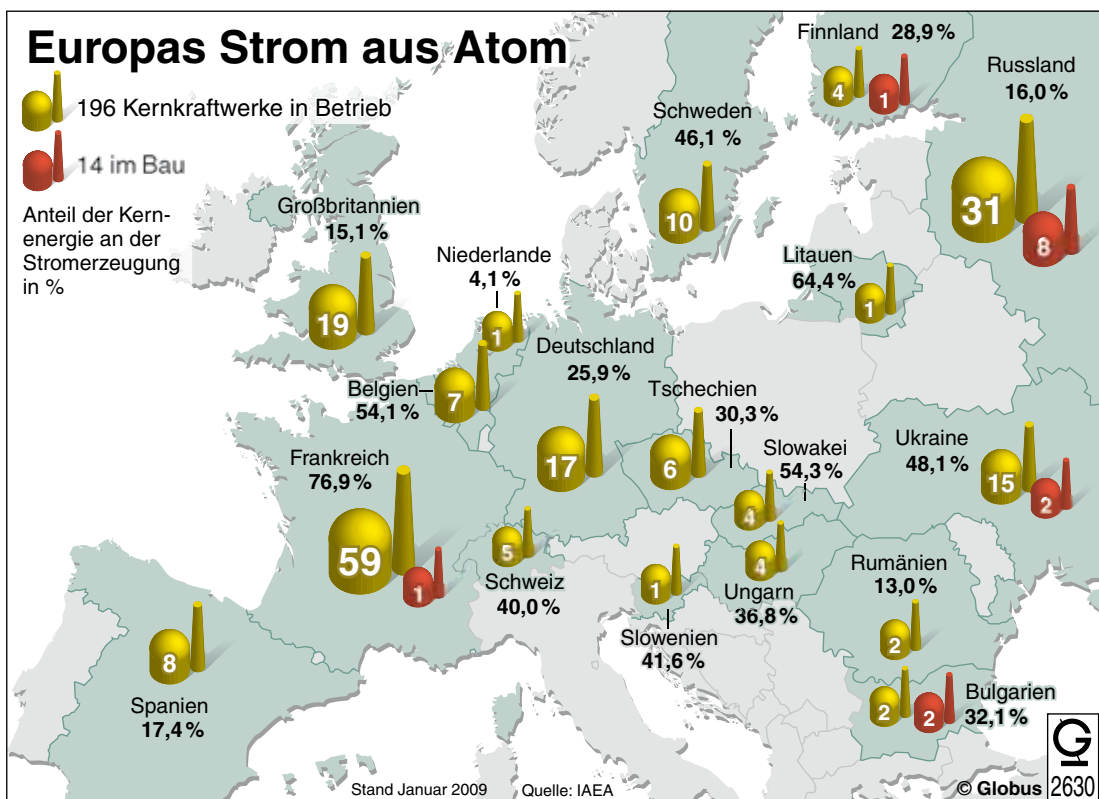 Europas Strom aus Atom
196 Kernkraftwerke in Betrieb
14 im Bau
Anteil der Kern-
energie an der
Stromerzeugung
in %
Finnland 28,9 %
4
1
Russland
16,0 %
31
8
Schweden
46,1 %
10
Großbritannien
15,1 %
19
Niederlande
4,1 %
1
Litauen
64,4 %
1
Belgien
54,1 %
7
Deutschland
25,9 %
17
Tschechien
30,3 %
6
Slowakei
54,3 %
4
Ukraine
48,1 %
15
2
Frankreich
76,9 %
59
1
Schweiz
40,0 %
5
Slowenien
41,6 %
1
Ungarn
36,8 %
4
Rumänien
13,0 %
2
Bulgarien
32,1 %
2
2
Spanien
17,4 %
8
Stand Januar 2009
Quelle: IAEA
© Globus
G
2630